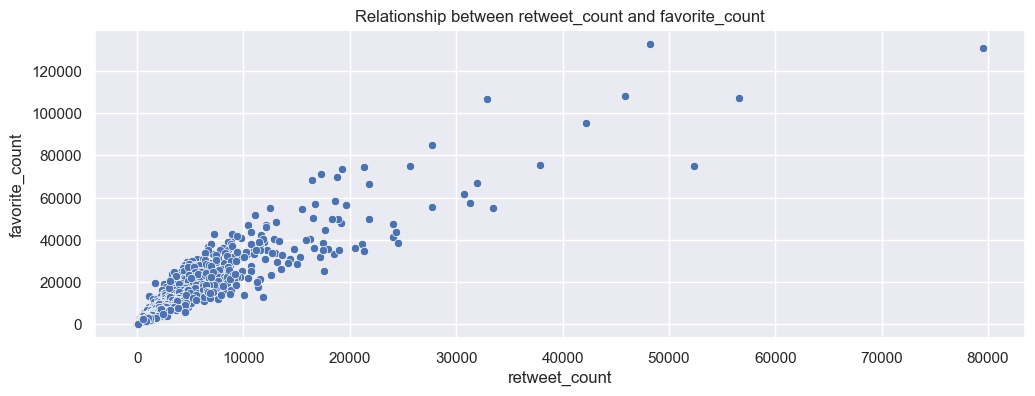 Relationship between retweet_count and favorite_count
favorite_count
120000
100000
80000
60000
40000
20000
0
0 10000 20000 30000 40000 50000 60000 70000 80000
retweet_count